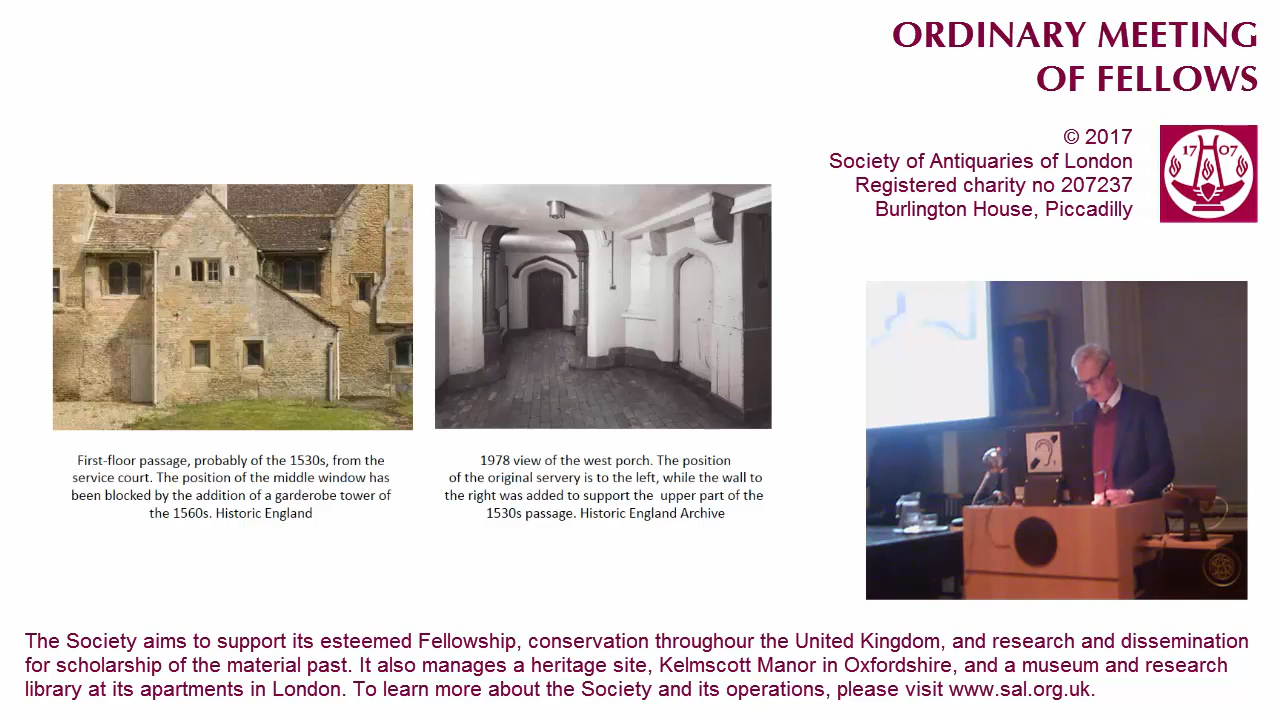 ORDINARY MEETING
OF FELLOWS
© 2017
Society of Antiquaries of London
Registered charity no 207237
Burlington House, Piccadilly
17 07
First-floor passage, probably of the 1530s, from the
service court. The position of the middle window has
been blocked by the addition of a garderobe tower of
the 1560s. Historic England
1978 view of the west porch. The position
of the original servery is to the left, while the wall to
the right was added to support the upper part of the
1530s passage. Historic England Archive
The Society aims to support its esteemed Fellowship, conservation throughour the United Kingdom, and research and dissemination
for scholarship of the material past. It also manages a heritage site, Kelmscott Manor in Oxfordshire, and a museum and research
library at its apartments in London. To learn more about the Society and its operations, please visit www.sal.org.uk.